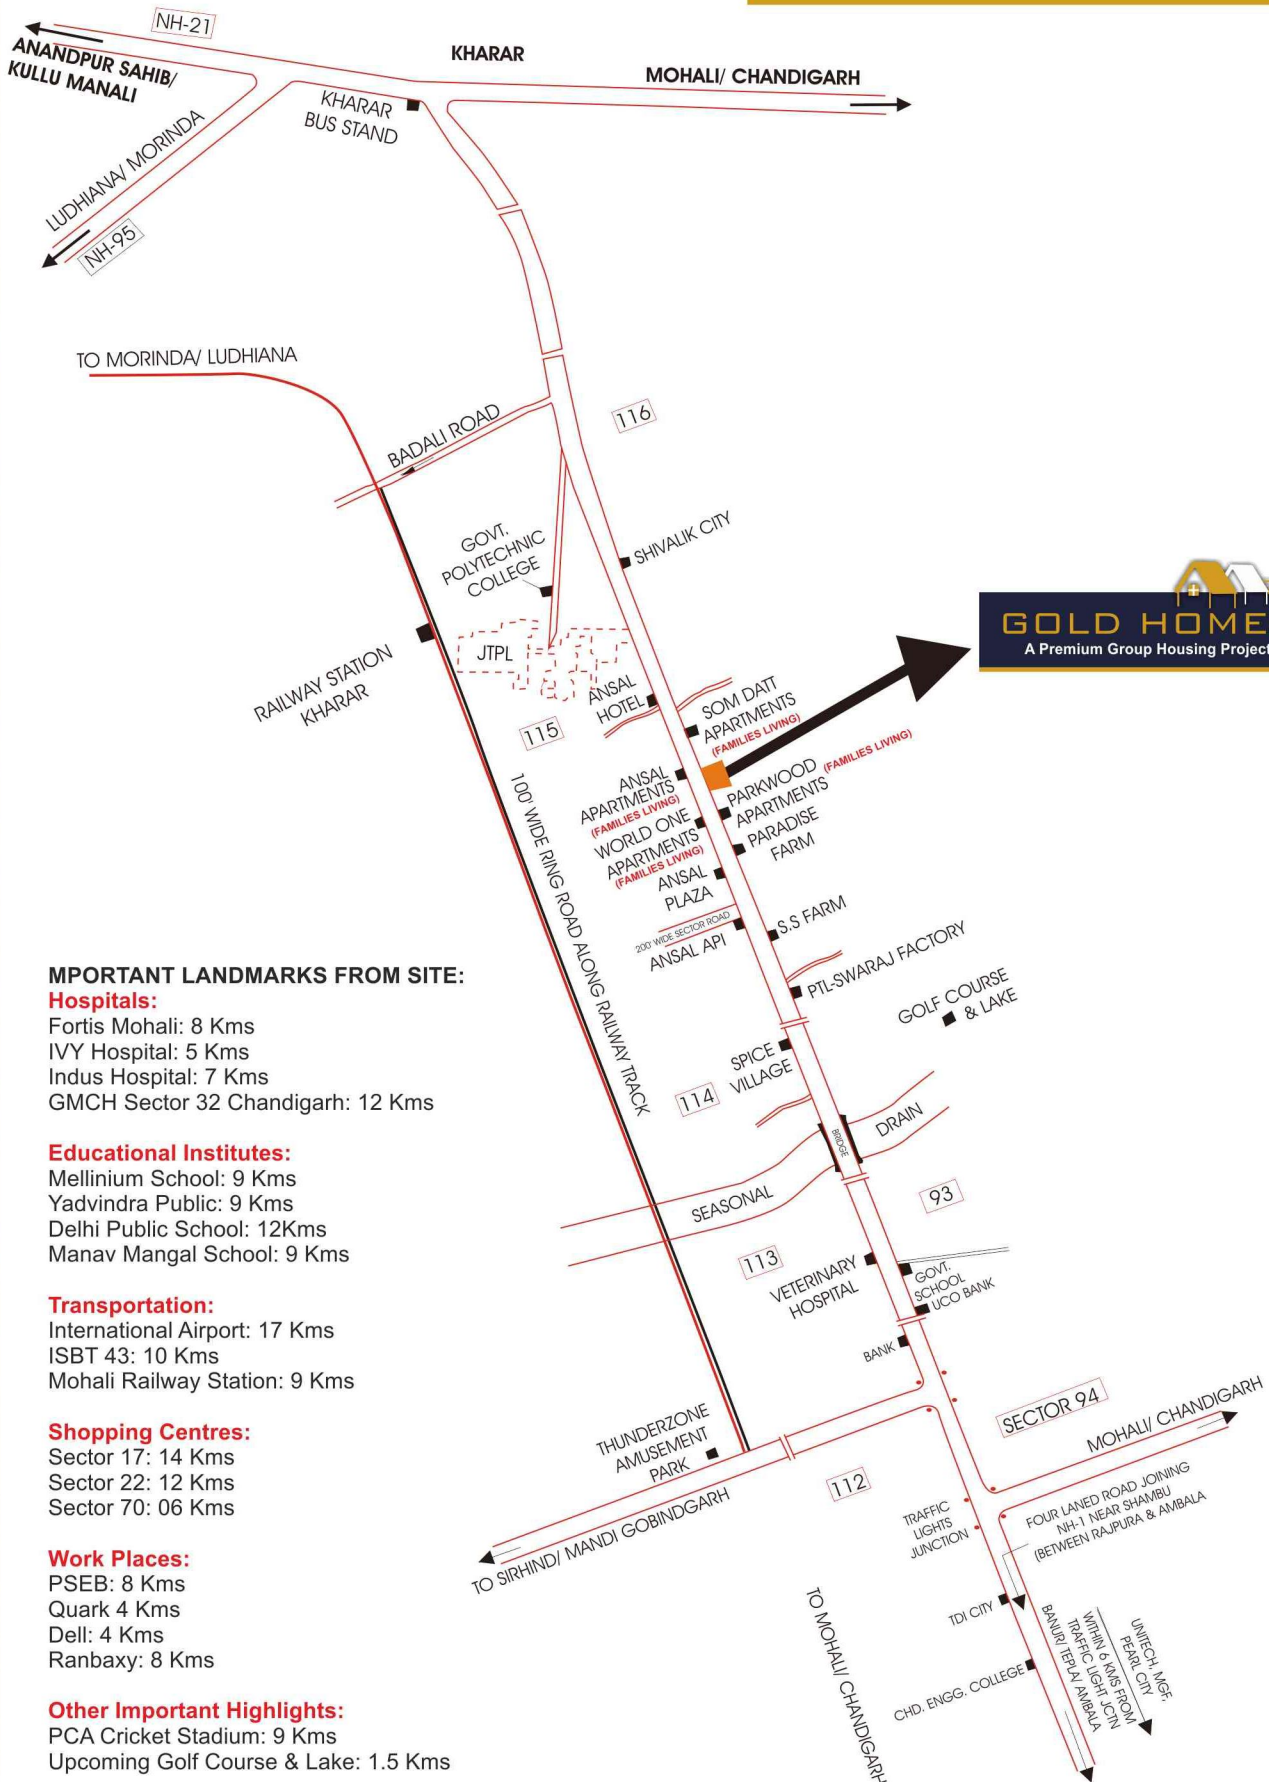 NH-21
ANANDPUR SAHIB/
KULLU MANALI
KHARAR
MOHALI/ CHANDIGARH
KHARAR
BUS STAND
LUDHIANA/ MORINDA
NH-95
TO MORINDA/ LUDHIANA
BADALI ROAD
116
GOVT.
POLYTECHNIC
COLLEGE
SHIVALIK CITY
GOLD HOME
A Premium Group Housing Project
JTPL
RAILWAY STATION
KHARAR
ANSAL
HOTEL
SOM DATT
APARTMENTS
(FAMILIES LIVING)
115
ANSAL
APARTMENTS
(FAMILIES LIVING)
PARKWOOD (FAMILIES LIVING)
APARTMENTS
WORLD ONE
APARTMENTS
(FAMILIES LIVING)
PARADISE
FARM
ANSAL
PLAZA
100' WIDE RING ROAD ALONG RAILWAY TRACK
200' WIDE SECTOR ROAD
ANSAL API
S.S FARM
PTL-SWARAJ FACTORY
GOLF COURSE
& LAKE
SPICE
VILLAGE
114
BRIDGE
DRAIN
SEASONAL
93
113
VETERINARY
HOSPITAL
GOVT.
SCHOOL
UCO BANK
BANK
SECTOR 94
MOHALI/ CHANDIGARH
THUNDERZONE
AMUSEMENT
PARK
112
TO SIRHIND/ MANDI GOBINDGARH
TRAFFIC
LIGHTS
JUNCTION
FOUR LANED ROAD JOINING
NH-1 NEAR SHAMBU
(BETWEEN RAJPURA & AMBALA
TDI CITY
CHD. ENGG. COLLEGE
TO MOHALI/ CHANDIGARH
BANUR/ TEPLA/ AMBALA
TRAFFIC LIGHT JCTN
WITHIN 6 KMS FROM
UNITECH, MGF,
PEARL CITY
MPORTANT LANDMARKS FROM SITE:
Hospitals:
Fortis Mohali: 8 Kms
IVY Hospital: 5 Kms
Indus Hospital: 7 Kms
GMCH Sector 32 Chandigarh: 12 Kms
Educational Institutes:
Mellinium School: 9 Kms
Yadvindra Public: 9 Kms
Delhi Public School: 12Kms
Manav Mangal School: 9 Kms
Transportation:
International Airport: 17 Kms
ISBT 43: 10 Kms
Mohali Railway Station: 9 Kms
Shopping Centres:
Sector 17: 14 Kms
Sector 22: 12 Kms
Sector 70: 06 Kms
Work Places:
PSEB: 8 Kms
Quark 4 Kms
Dell: 4 Kms
Ranbaxy: 8 Kms
Other Important Highlights:
PCA Cricket Stadium: 9 Kms
Upcoming Golf Course & Lake: 1.5 Kms